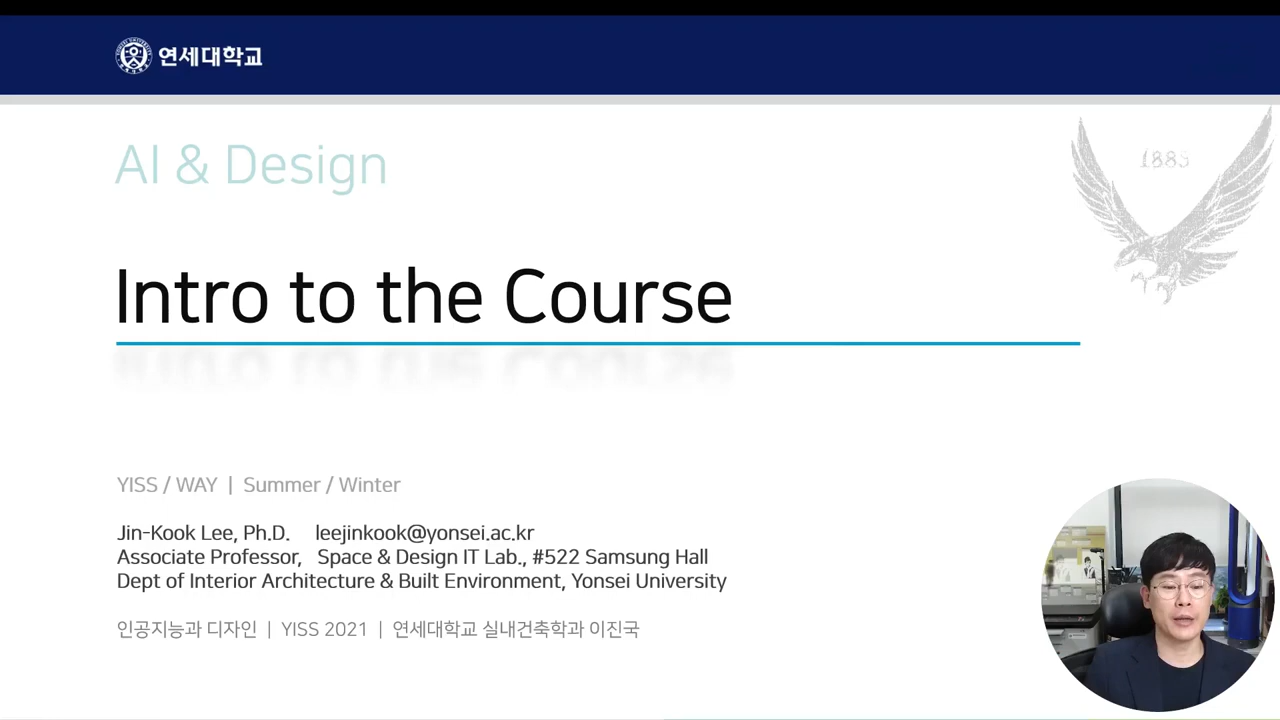 연세대학교
AI & Design
1885
Intro to the Course
YISS / WAY | Summer / Winter
Jin-Kook Lee, Ph.D. leejinkook@yonsei.ac.kr
Associate Professor, Space & Design IT Lab., #522 Samsung Hall
Dept of Interior Architecture & Built Environment, Yonsei University
인공지능과 디자인 | YISS 2021 | 연세대학교 실내건축학과 이진국